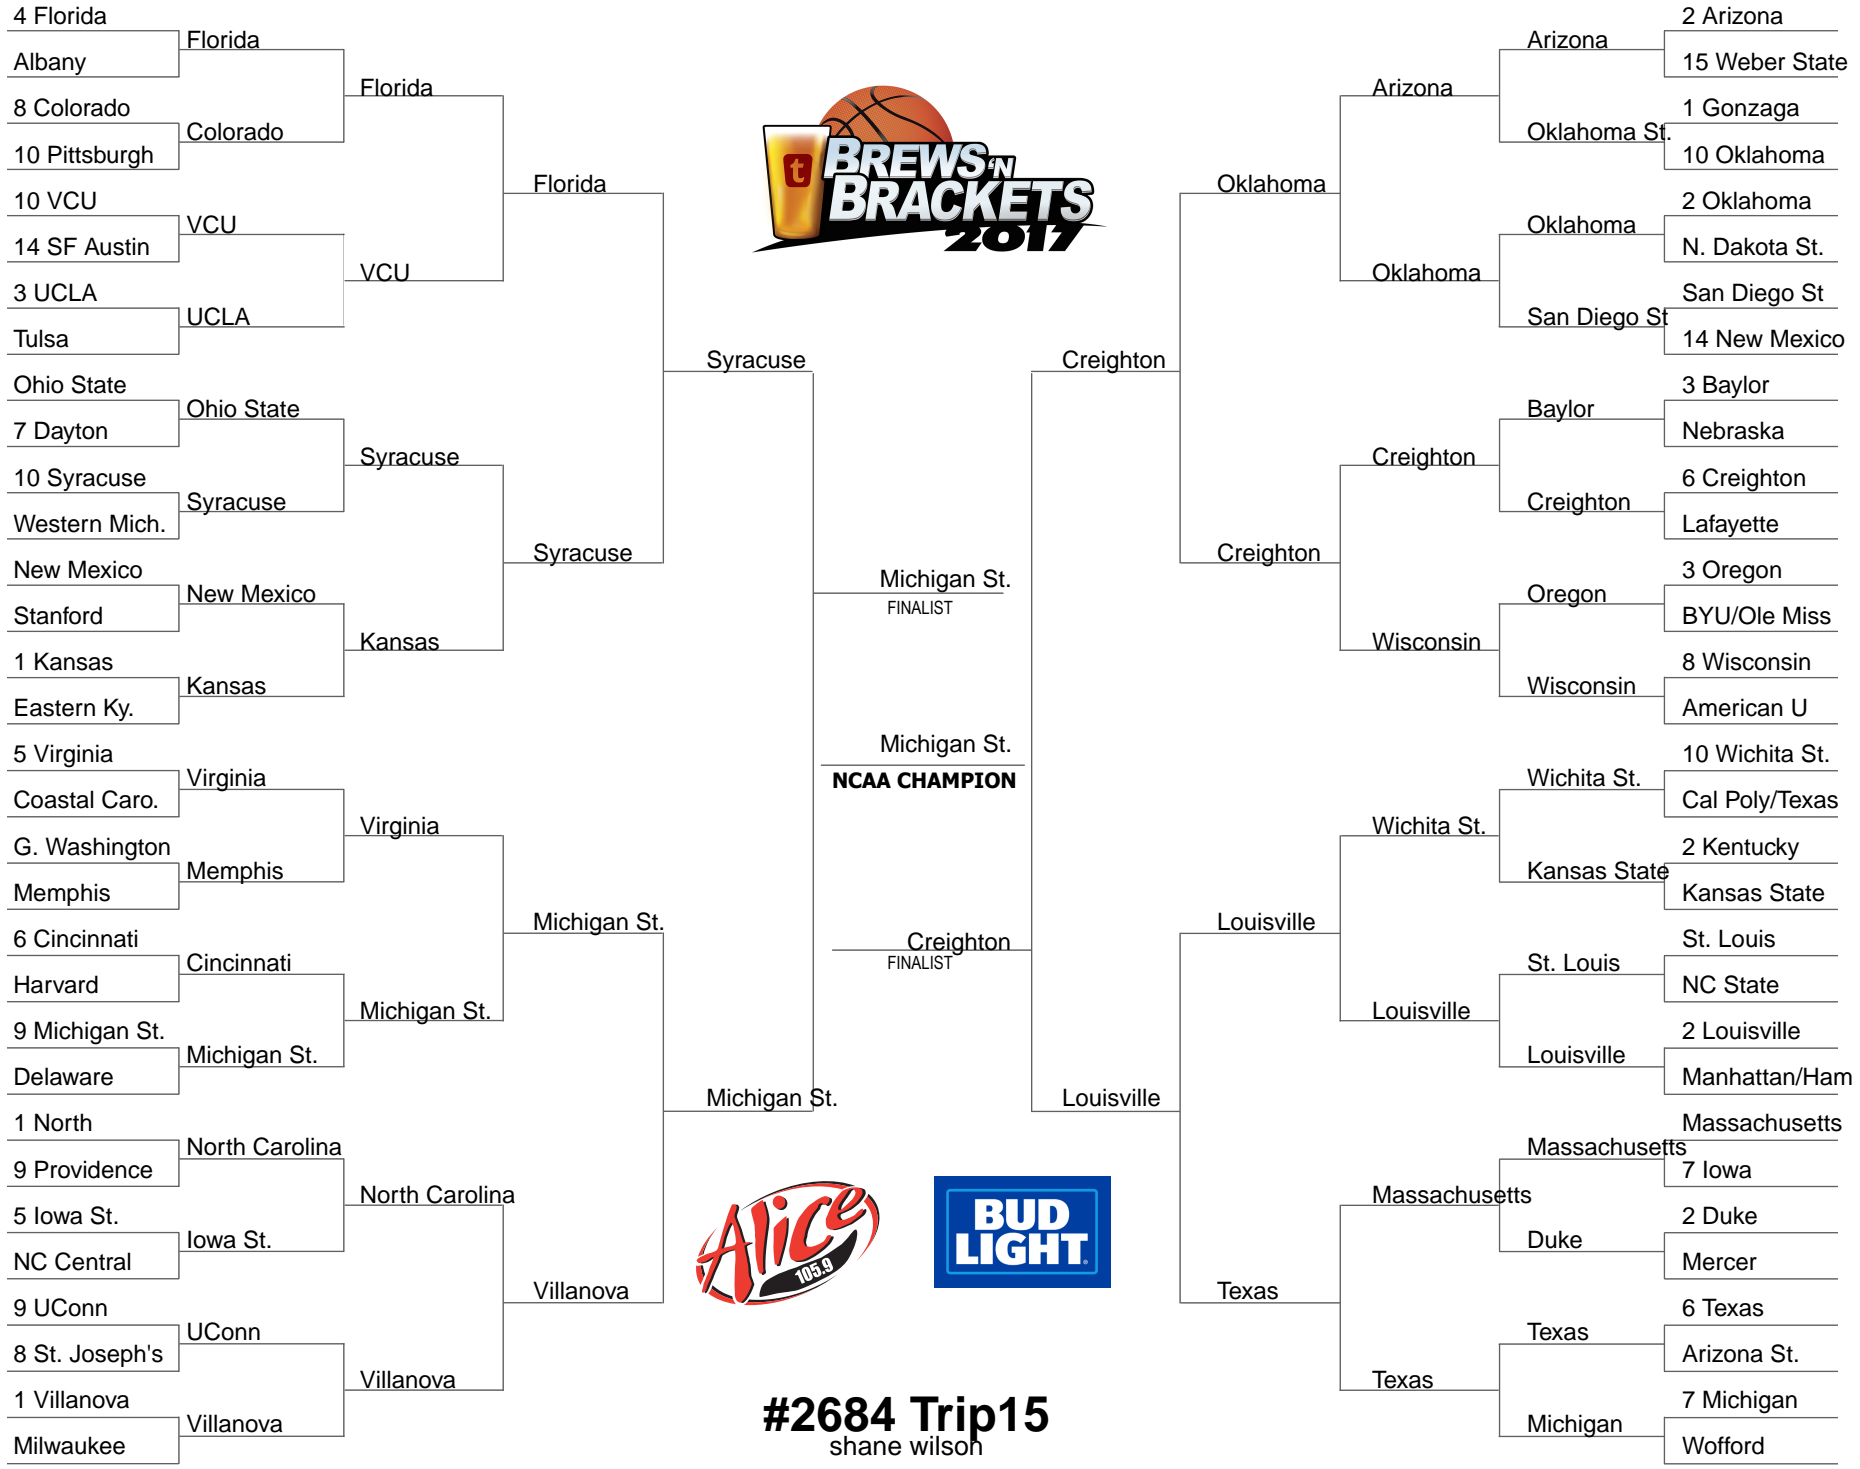 4 Florida
Albany
8 Colorado
10 Pittsburgh
10 VCU
14 SF Austin
3 UCLA
Tulsa
Ohio State
7 Dayton
10 Syracuse
Western Mich.
New Mexico
Stanford
1 Kansas
Eastern Ky.
5 Virginia
Coastal Caro.
G. Washington
Memphis
6 Cincinnati
Harvard
9 Michigan St.
Delaware
1 North
9 Providence
5 Iowa St.
NC Central
9 UConn
8 St. Joseph's
1 Villanova
Milwaukee
Florida
Colorado
VCU
UCLA
Ohio State
Syracuse
New Mexico
Kansas
Virginia
Memphis
Cincinnati
Michigan St.
North Carolina
Iowa St.
UConn
Villanova
Florida
VCU
Syracuse
Kansas
Virginia
Michigan St.
North Carolina
Villanova
Florida
Syracuse
Michigan St.
Villanova
Syracuse
Michigan St.
t
BREWS 'N
BRACKETS
2017
Michigan St.
FINALIST
Michigan St.
NCAA CHAMPION
Creighton
FINALIST
Alice
105.9
BUD
LIGHT
#2684 Trip15
shane wilson
Creighton
Louisville
Oklahoma
Creighton
Louisville
Texas
Arizona
Oklahoma
Creighton
Wisconsin
Wichita St.
Louisville
Massachusetts
Texas
Arizona
Oklahoma St.
Oklahoma
San Diego St
Baylor
Creighton
Oregon
Wisconsin
Wichita St.
Kansas State
St. Louis
Louisville
Massachusetts
Duke
Texas
Michigan
2 Arizona
15 Weber State
1 Gonzaga
10 Oklahoma
2 Oklahoma
N. Dakota St.
San Diego St
14 New Mexico
3 Baylor
Nebraska
6 Creighton
Lafayette
3 Oregon
BYU/Ole Miss
8 Wisconsin
American U
10 Wichita St.
Cal Poly/Texas
2 Kentucky
Kansas State
St. Louis
NC State
2 Louisville
Manhattan/Ham
Massachusetts
7 Iowa
2 Duke
Mercer
6 Texas
Arizona St.
7 Michigan
Wofford